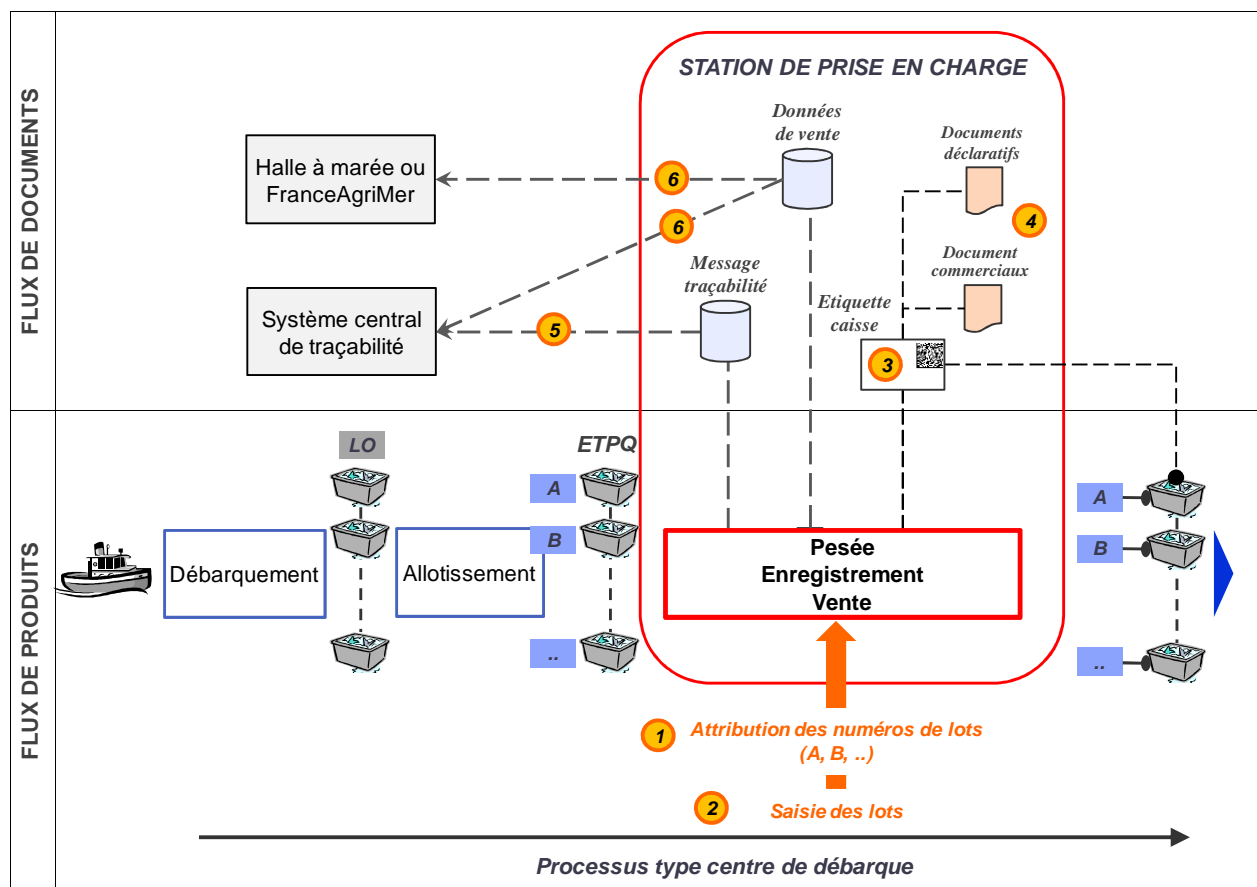 FLUX DE DOCUMENTS
STATION DE PRISE EN CHARGE
Données
de vente
Documents
déclaratifs
Halle à marée ou
FranceAgriMer
6
6
4
Message
traçabilité
Document
commerciaux
Etiquette
caisse
Système central
de traçabilité
5
3
FLUX DE PRODUITS
LO
ETPQ
A
B
..
Débarquement
Allotissement
Pesée
Enregistrement
Vente
A
B
..
1
Attribution des numéros de lots
(A, B, ..)
2
Saisie des lots
Processus type centre de débarque